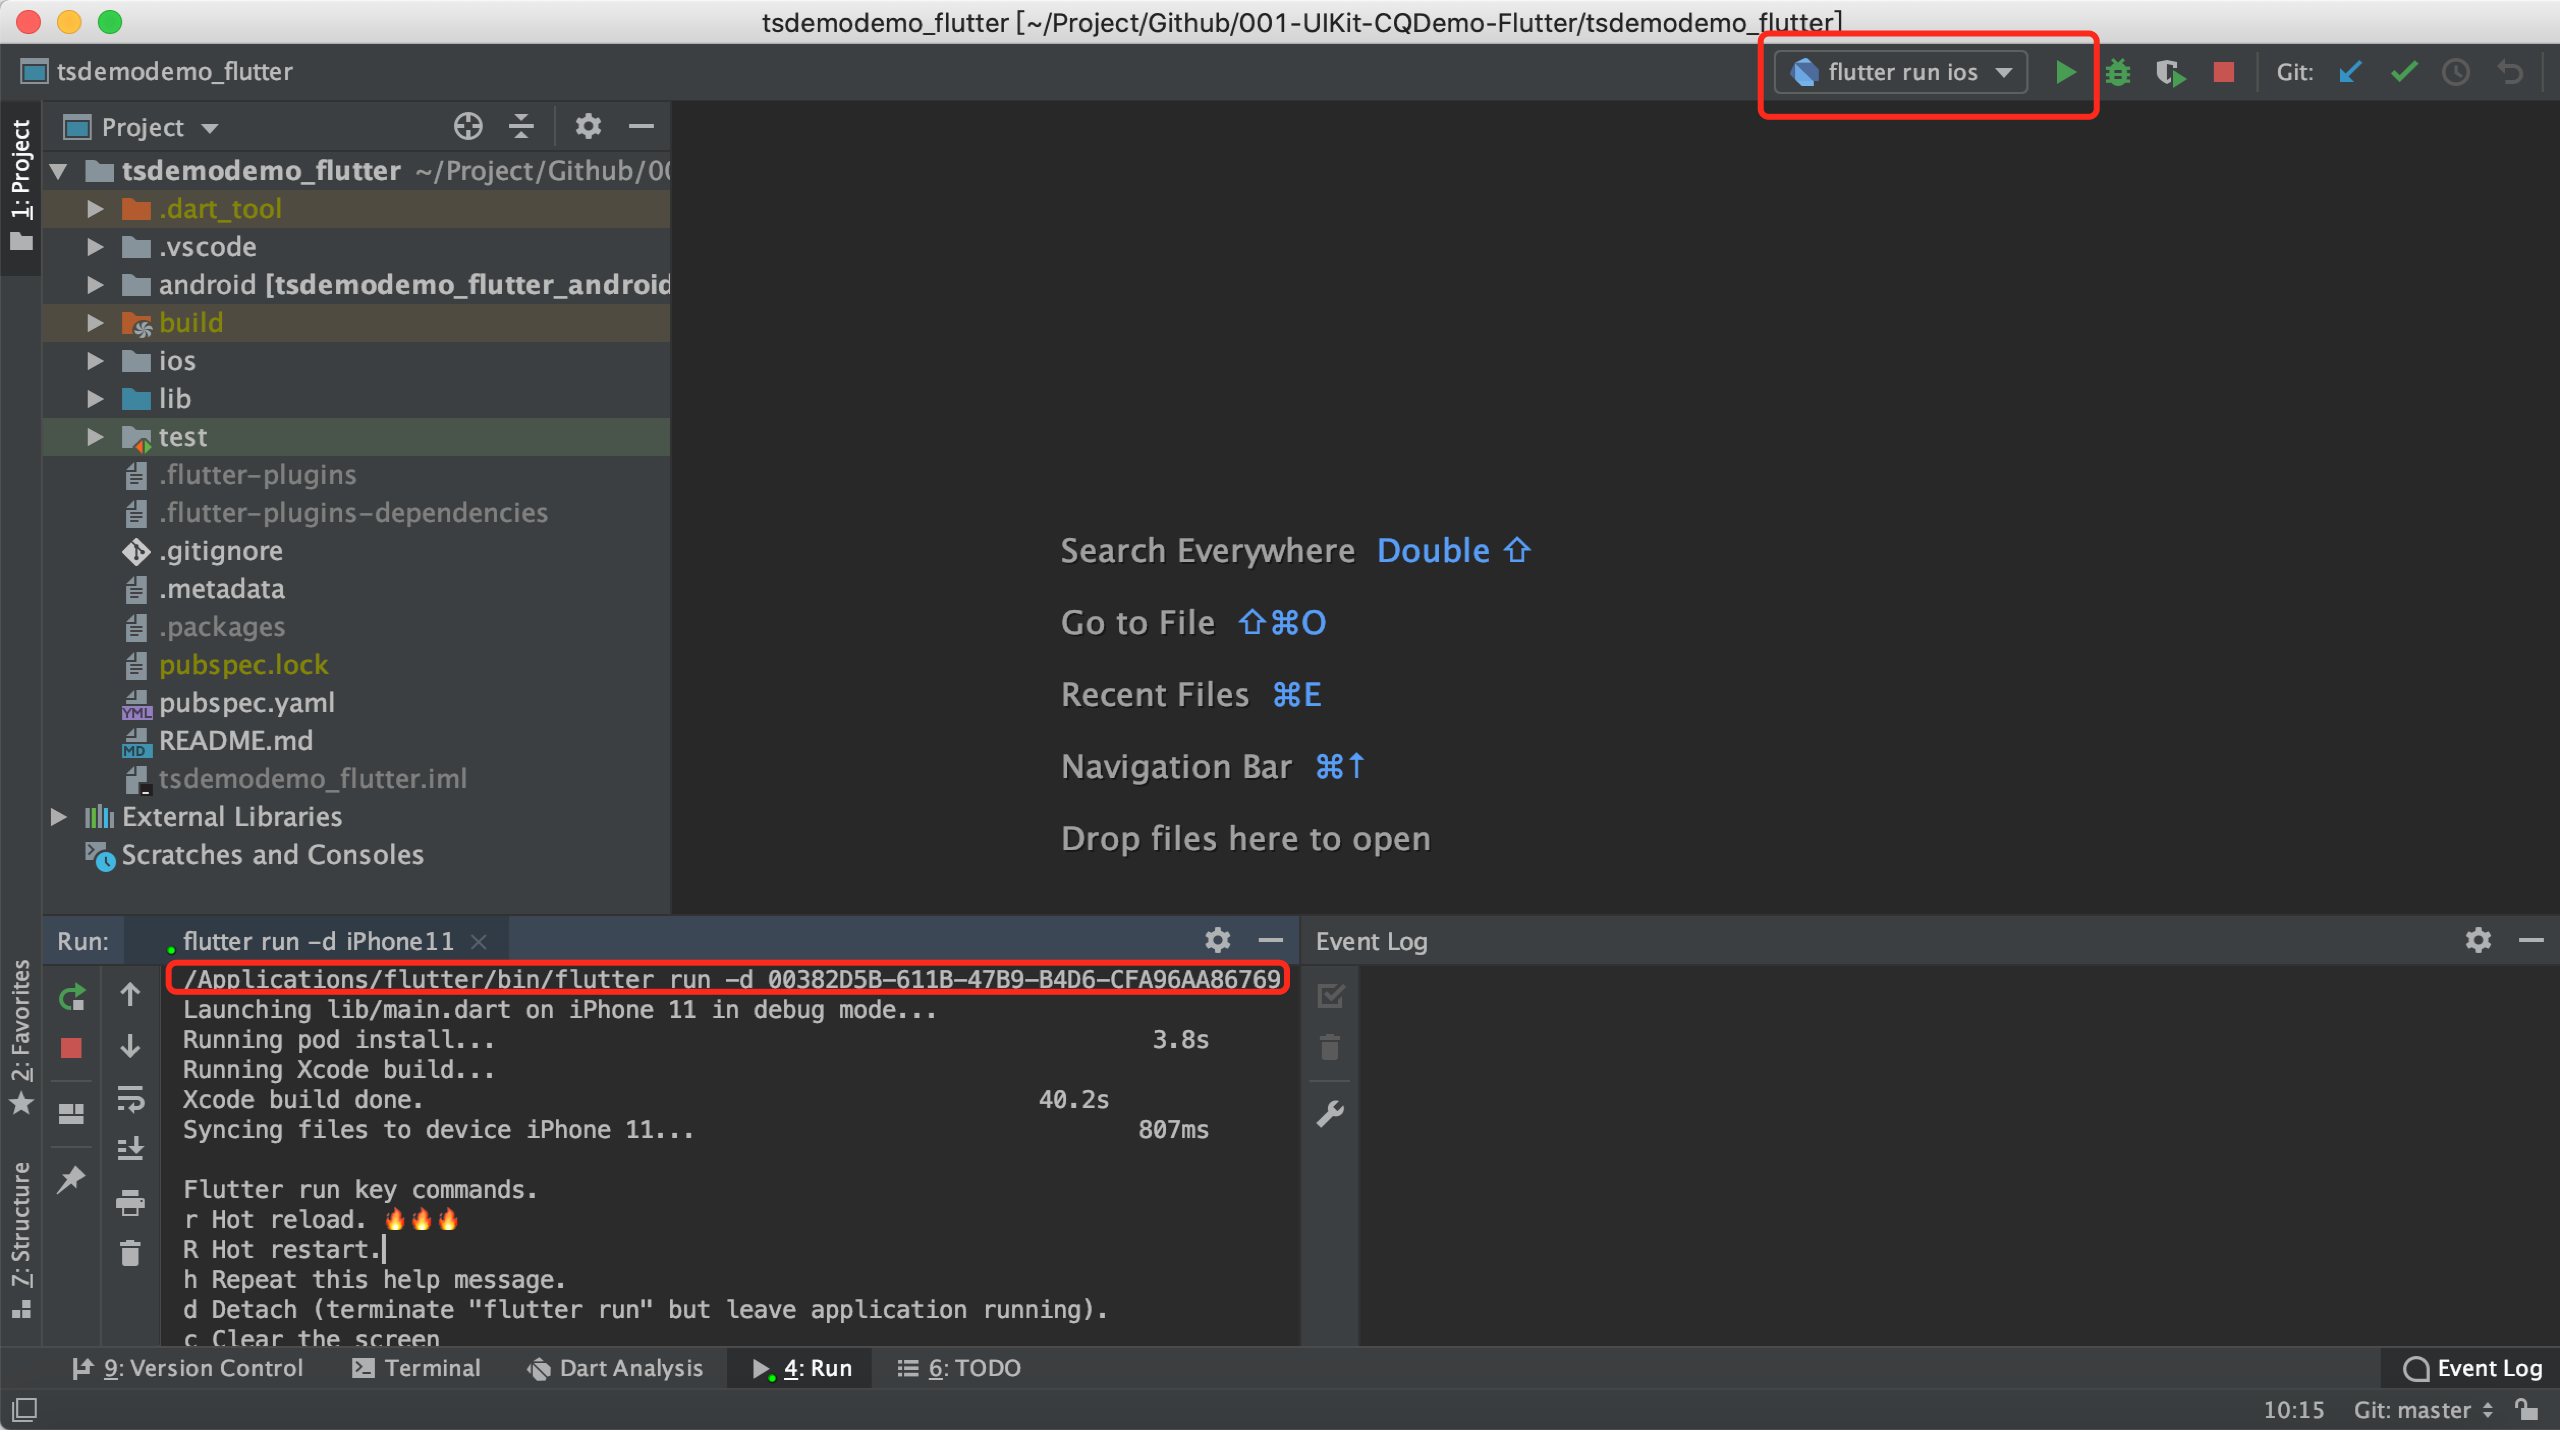 tsdemodemo_flutter [~/Project/Github/001-UIKit-CQDemo-Flutter/tsdemodemo_flutter]
tsdemodemo_flutter
flutter run ios
Git:
1: Project
Project
tsdemodemo_flutter ~/Project/Github/00
.dart_tool
.vscode
android [tsdemodemo_flutter_android
build
ios
lib
test
.flutter-plugins
.flutter-plugins-dependencies
.gitignore
.metadata
.packages
pubspec.lock
YML pubspec.yaml
MD README.md
tsdemodemo_flutter.iml
External Libraries
Scratches and Consoles
Search Everywhere Double ⇧
Go to File ⇧⌘O
Recent Files ⌘E
Navigation Bar ⌘↑
Drop files here to open
2: Favorites
7: Structure
Run:
flutter run -d iPhone11
/Applications/flutter/bin/flutter run -d 00382D5B-611B-47B9-B4D6-CFA96AA86769
Launching lib/main.dart on iPhone 11 in debug mode...
Running pod install... 3.8s
Running Xcode build...
Xcode build done. 40.2s
Syncing files to device iPhone 11... 807ms
Flutter run key commands.
r Hot reload. 🔥🔥🔥
R Hot restart.
h Repeat this help message.
d Detach (terminate "flutter run" but leave application running).
c Clear the screen
Event Log
9: Version Control
Terminal
Dart Analysis
4: Run
6: TODO
Event Log
10:15
Git: master